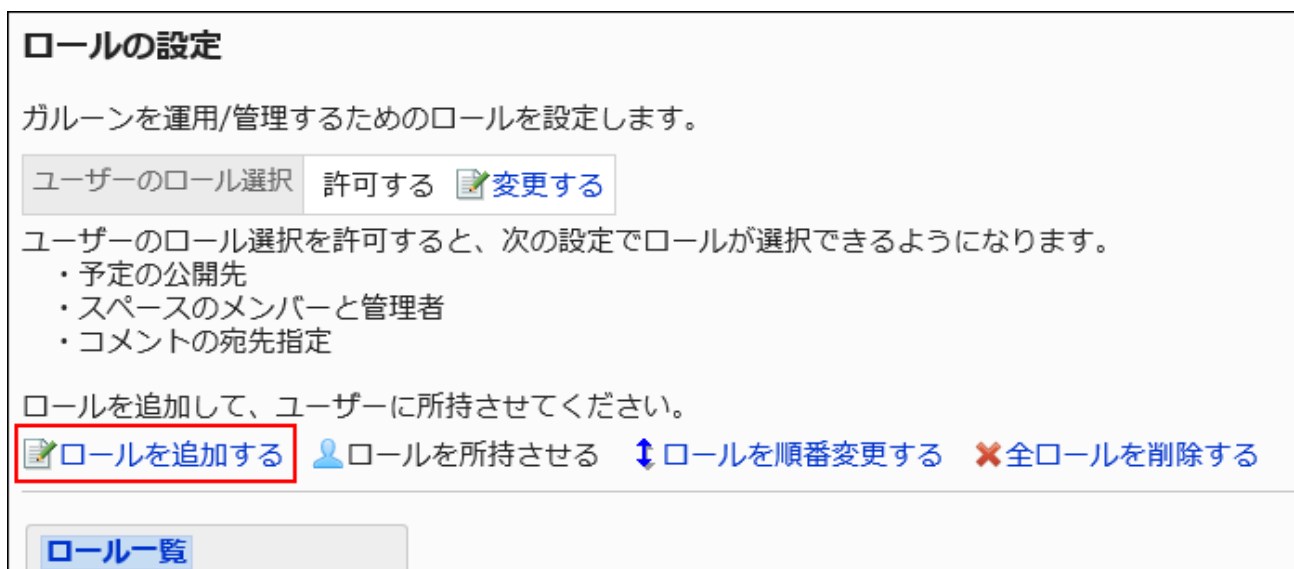 ロールの設定
ガルーンを運用/管理するためのロールを設定します。
ユーザーのロール選択 許可する 変更する
ユーザーのロール選択を許可すると、次の設定でロールが選択できるようになります。
・予定の公開先
・スペースのメンバーと管理者
・コメントの宛先指定
ロールを追加して、ユーザーに所持させてください。
ロールを追加する ロールを所持させる ロールを順番変更する 全ロールを削除する
ロール一覧